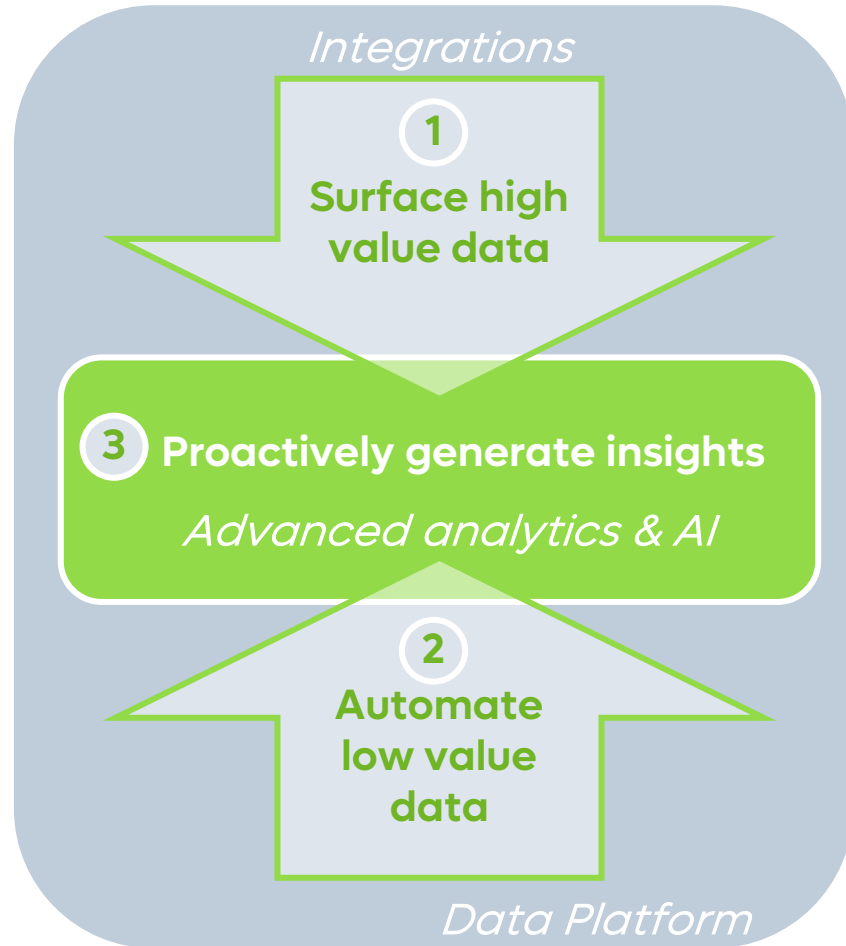 Integrations
1
Surface high
value data
3 Proactively generate insights
Advanced analytics & AI
2
Automate
low value
data
Data Platform